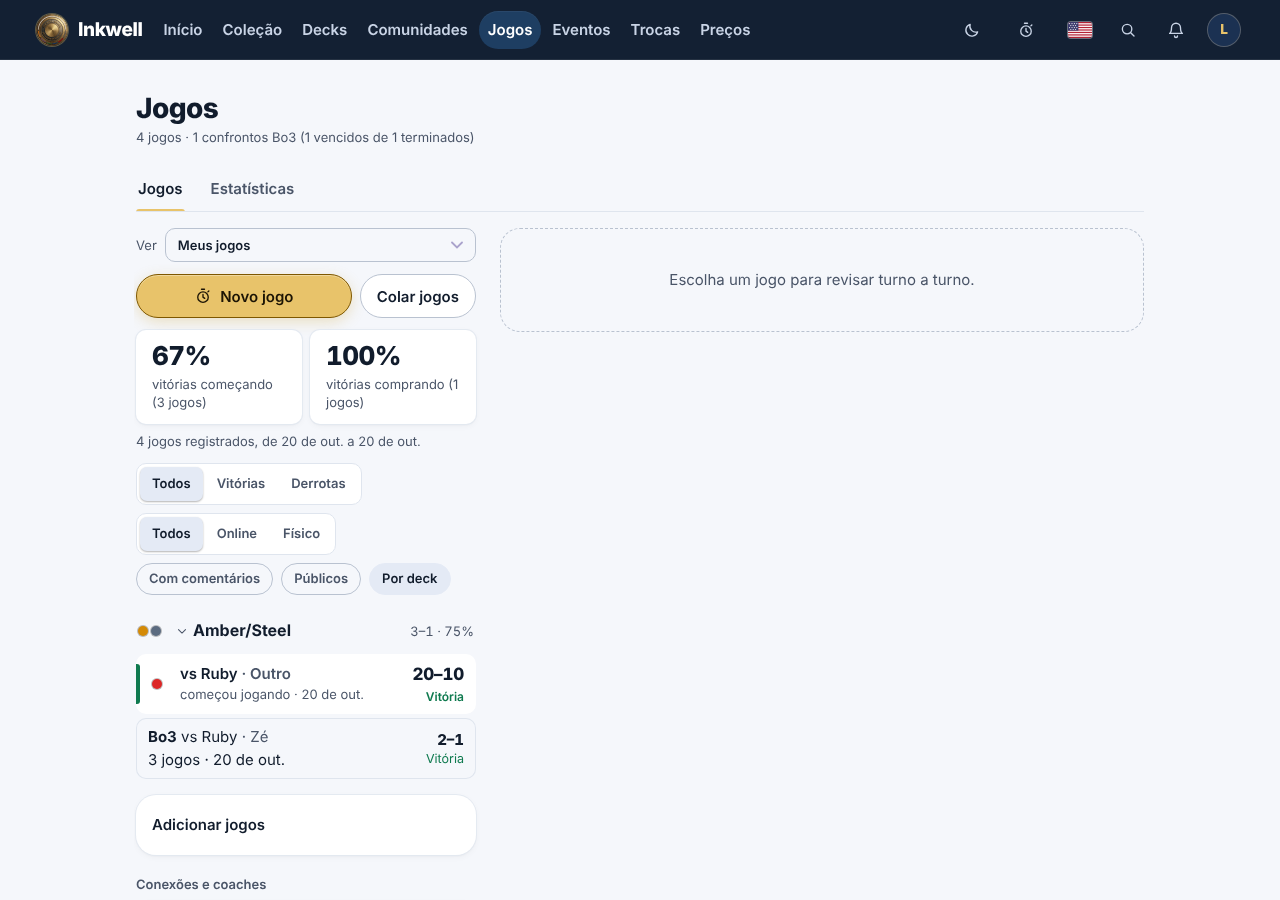 Inkwell Início Coleção Decks Comunidades Jogos Eventos Trocas Preços L
Jogos
4 jogos · 1 confrontos Bo3 (1 vencidos de 1 terminados)
Jogos Estatísticas
Ver Meus jogos
Novo jogo Colar jogos
Escolha um jogo para revisar turno a turno.
67%
vitórias começando
(3 jogos)
100%
vitórias comprando (1
jogos)
4 jogos registrados, de 20 de out. a 20 de out.
Todos Vitórias Derrotas
Todos Online Físico
Com comentários Públicos Por deck
Amber/Steel 3–1 · 75%
vs Ruby · Outro 20–10
começou jogando · 20 de out. Vitória
Bo3 vs Ruby · Zé 2–1
3 jogos · 20 de out. Vitória
Adicionar jogos
Conexões e coaches